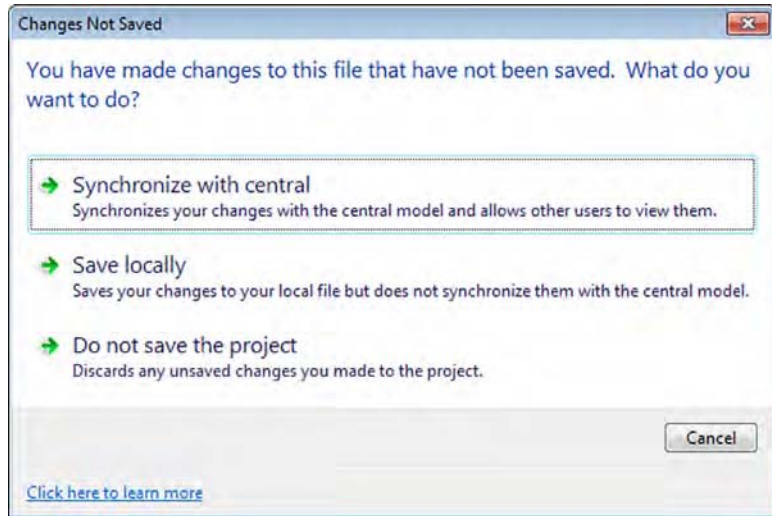 Changes Not Saved
You have made changes to this file that have not been saved. What do you
want to do?
Synchronize with central
Synchronizes your changes with the central model and allows other users to view them.
Save locally
Saves your changes to your local file but does not synchronize them with the central model.
Do not save the project
Discards any unsaved changes you made to the project.
Cancel
Click here to learn more